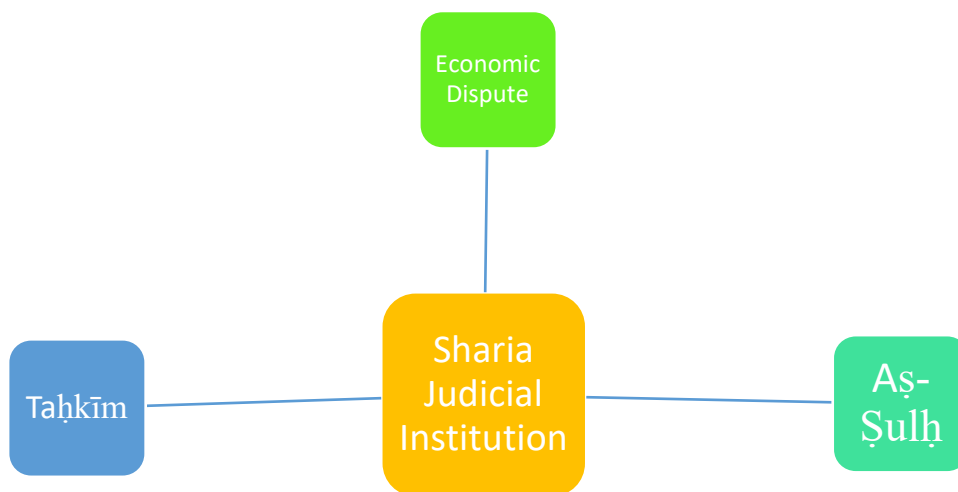 Economic
Dispute
Sharia
Judicial
Institution
Taḥkīm
Aṣ-
Ṣulḥ